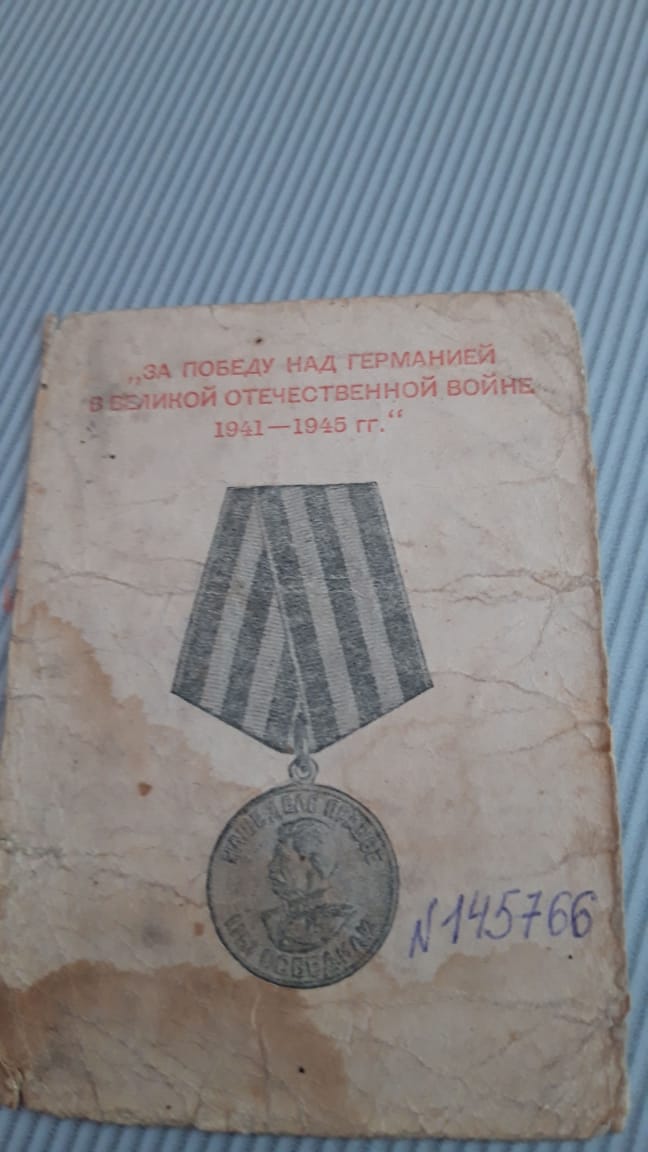 „ЗА ПОБЕДУ НАД ГЕРМАНИЕЙ
В ВЕЛИКОЙ ОТЕЧЕСТВЕННОЙ ВОЙНЕ
1941—1945 гг.“
НАШЕ ДЕЛО ПРАВОЕ
МЫ ПОБЕДИЛИ
N 145766